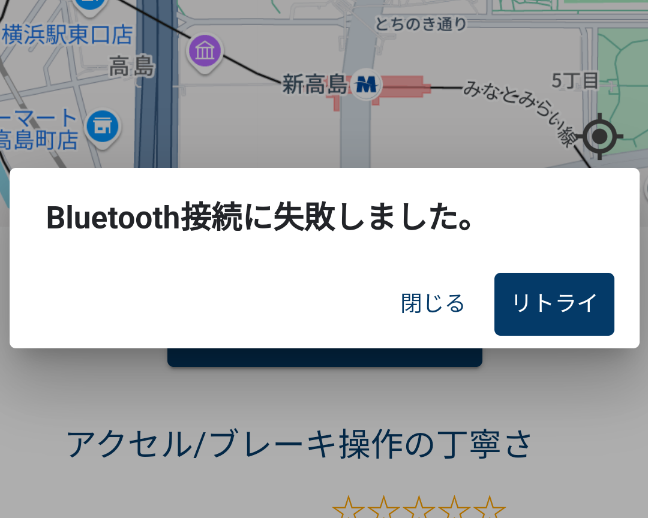 とちのき通り
横浜駅東口店
高島
新高島
5丁目
みなとみらい線
ーマート
高島町店
Bluetooth接続に失敗しました。
閉じる
リトライ
アクセル/ブレーキ操作の丁寧さ